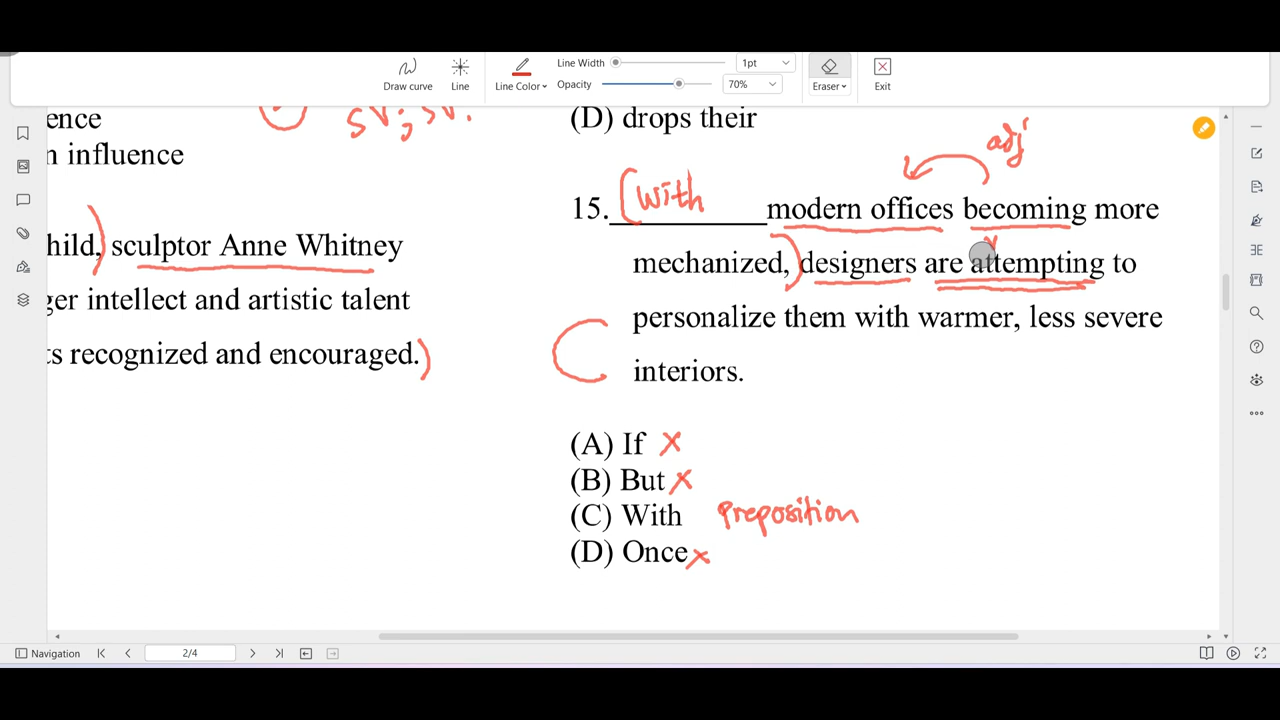 Draw curve
Line
Line Color
Line Width
1pt
Opacity
70%
Eraser
Exit
ence
n influence
SV; SV.
hild, sculptor Anne Whitney
ger intellect and artistic talent
ts recognized and encouraged.)
(D) drops their
adj
15. (With modern offices becoming more
mechanized,) designers are attempting to
v
personalize them with warmer, less severe
interiors.
(A) If x
(B) But x
(C) With preposition
(D) Once x
Navigation
2/4